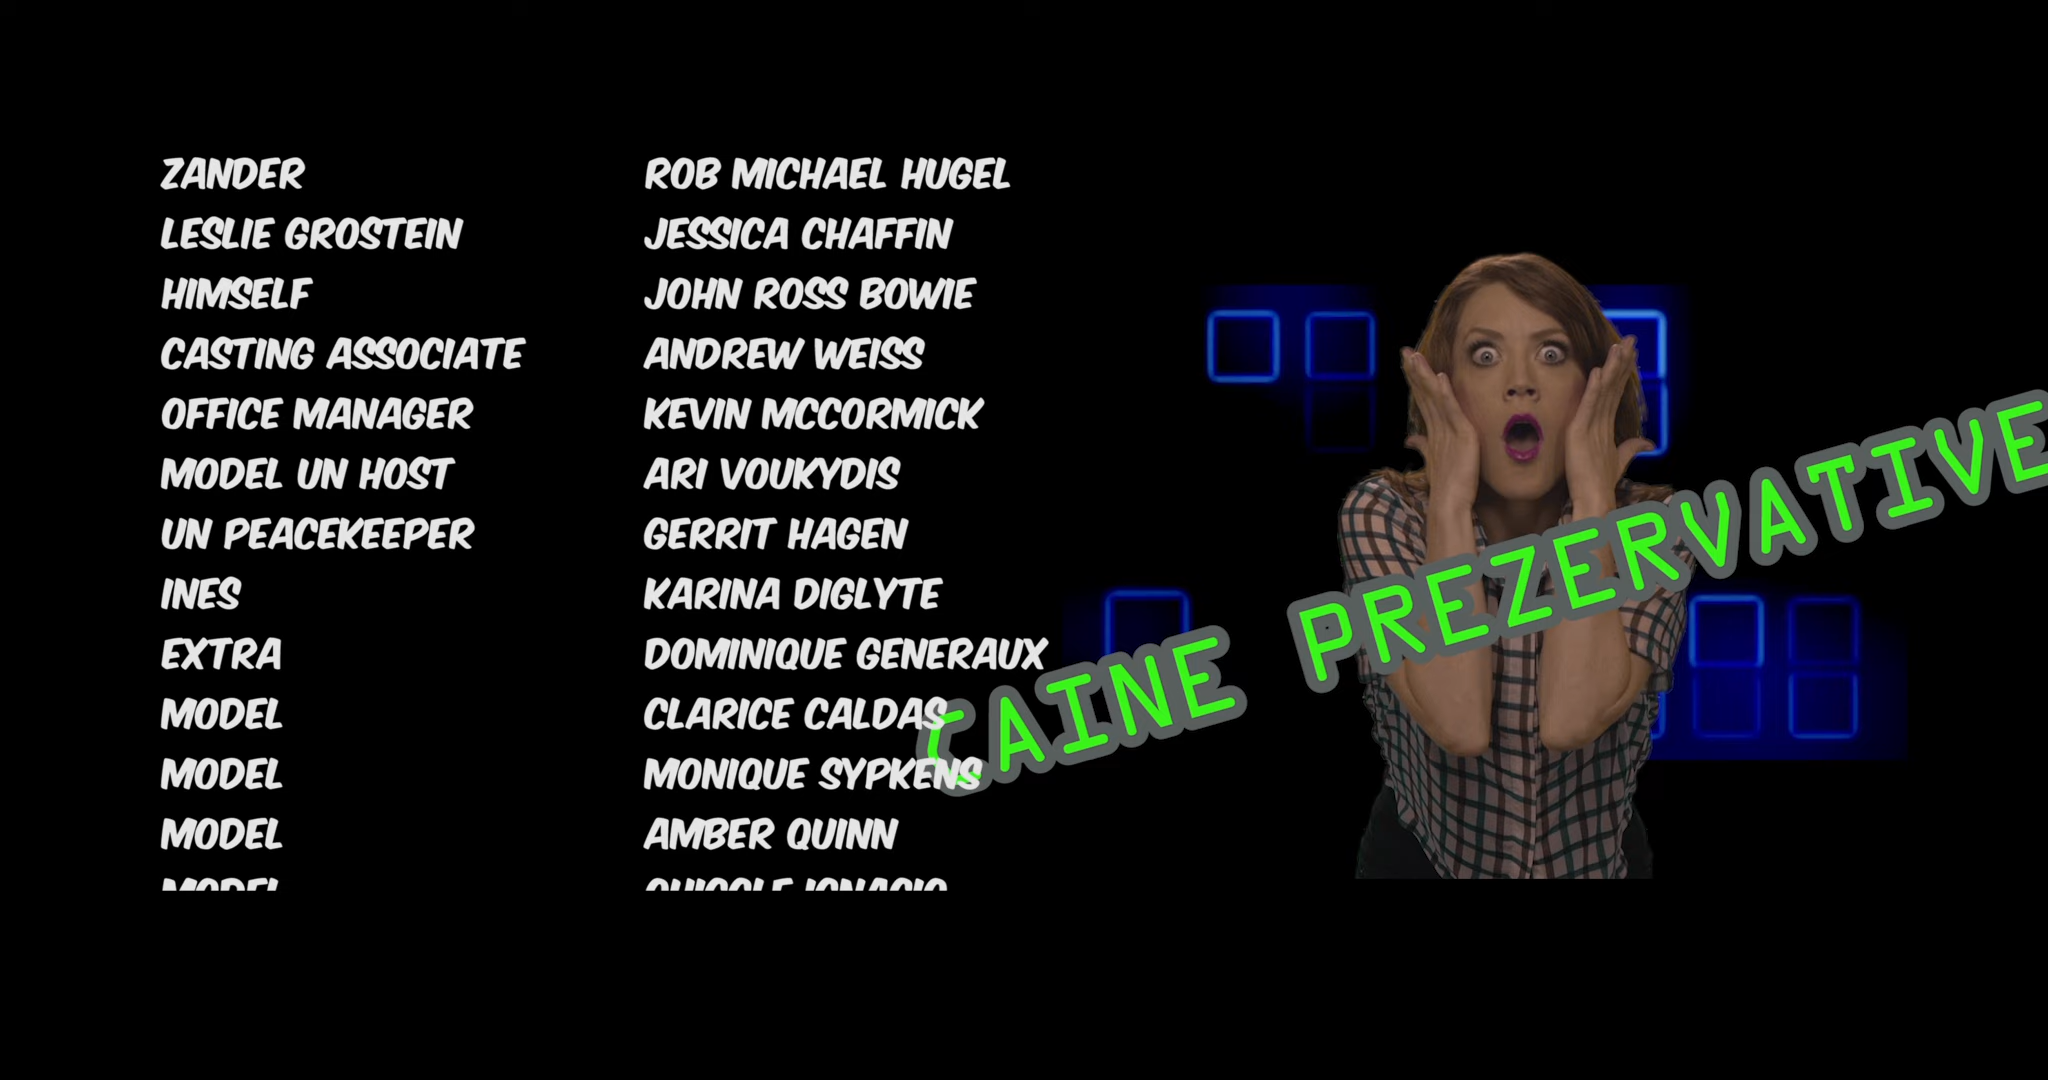 ZANDER ROB MICHAEL HUGEL
LESLIE GROSTEIN JESSICA CHAFFIN
HIMSELF JOHN ROSS BOWIE
CASTING ASSOCIATE ANDREW WEISS
OFFICE MANAGER KEVIN MCCORMICK
MODEL UN HOST ARI VOUKYDIS
UN PEACEKEEPER GERRIT HAGEN
INES KARINA DIGLYTE
EXTRA DOMINIQUE GENERAUX
MODEL CLARICE CALDAS
MODEL MONIQUE SYPKENS
MODEL AMBER QUINN
MODEL
CAINE PREZERVATIVE